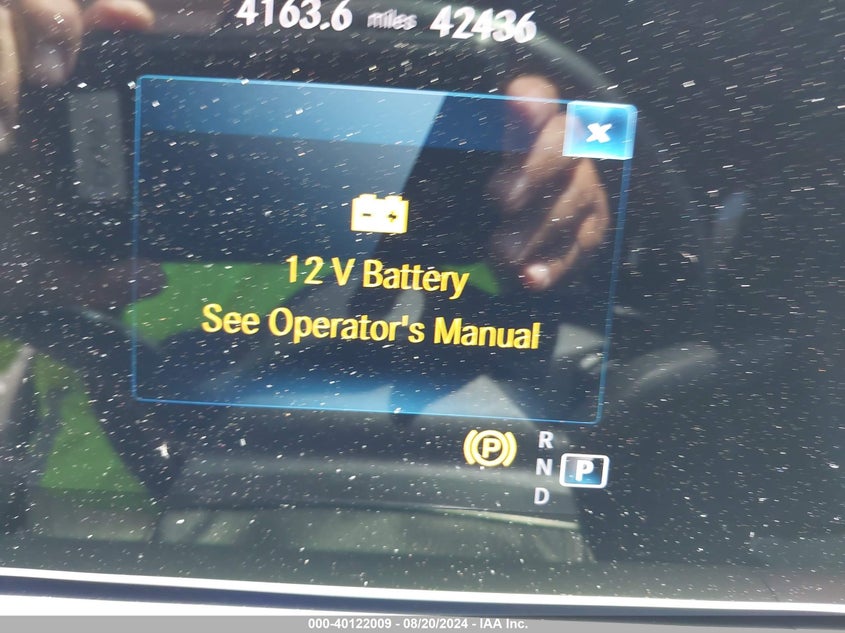 4163.6 miles 42436
12 V Battery
See Operator's Manual
P R
N P
D
000-40122009 - 08/20/2024 - IAA Inc.